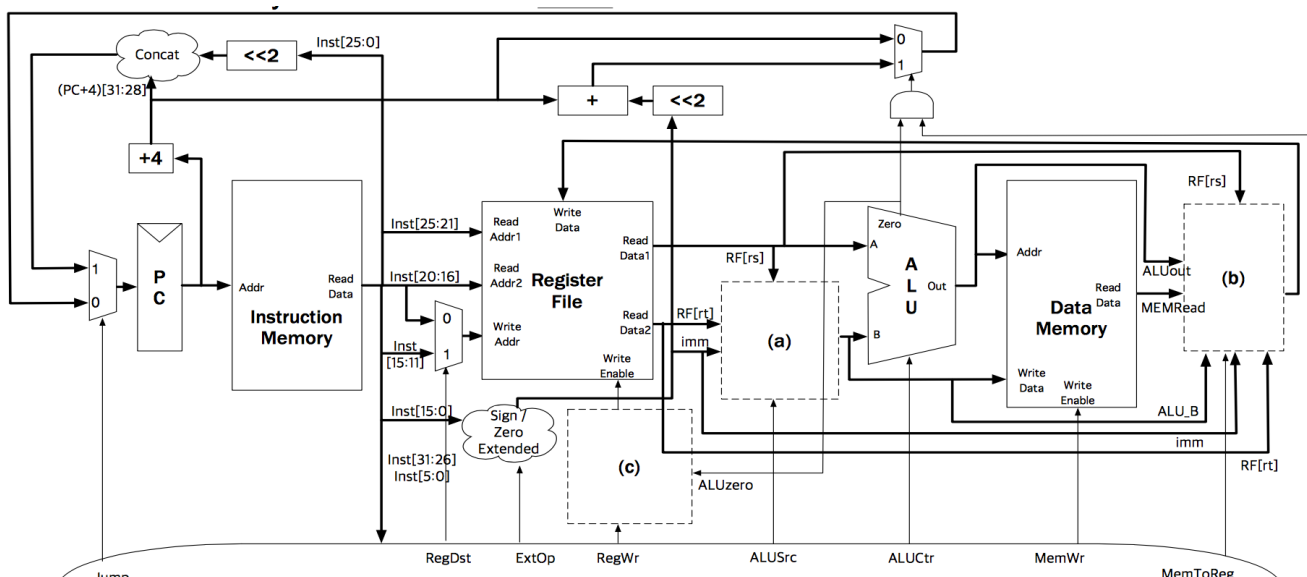 Concat
<<2
Inst[25:0]
0
1
(PC+4)[31:28]
+
<<2
+4
RF[rs]
Write
Data
Zero
Inst[25:21]
Read
Addr1
Read
Data1
A
Addr
RF[rs]
1
0
P
C
Addr
Read
Data
Instruction
Memory
Inst[20:16]
Read
Addr2
Register
File
ALU
Out
ALUout
Read
Data
MEMRead
(b)
0
1
Write
Addr
Read
Data2
RF[rt]
(a)
B
Data
Memory
Inst
[15:11]
imm
Write
Enable
Write
Data
Write
Enable
Inst[15:0]
Sign /
Zero
Extended
ALU_B
imm
RF[rt]
Inst[31:26]
Inst[5:0]
(c)
ALUzero
RegDst
ExtOp
RegWr
ALUSrc
ALUCtr
MemWr
MemToReg
Jump